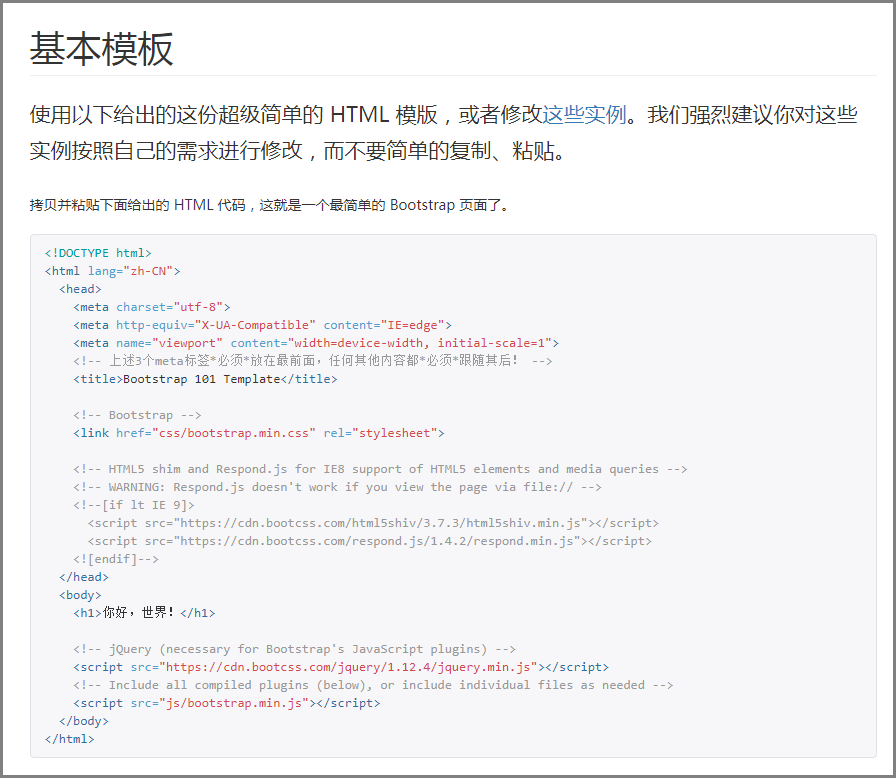 基本模板
使用以下给出的这份超级简单的 HTML 模版，或者修改这些实例。我们强烈建议你对这些
实例按照自己的需求进行修改，而不要简单的复制、粘贴。
拷贝并粘贴下面给出的 HTML 代码，这就是一个最简单的 Bootstrap 页面了。
<!DOCTYPE html>
<html lang="zh-CN">
  <head>
    <meta charset="utf-8">
    <meta http-equiv="X-UA-Compatible" content="IE=edge">
    <meta name="viewport" content="width=device-width, initial-scale=1">
    <!-- 上述3个meta标签*必须*放在最前面，任何其他内容都*必须*跟随其后！ -->
    <title>Bootstrap 101 Template</title>
    <!-- Bootstrap -->
    <link href="css/bootstrap.min.css" rel="stylesheet">
    <!-- HTML5 shim and Respond.js for IE8 support of HTML5 elements and media queries -->
    <!-- WARNING: Respond.js doesn't work if you view the page via file:// -->
    <!--[if lt IE 9]>
      <script src="https://cdn.bootcss.com/html5shiv/3.7.3/html5shiv.min.js"></script>
      <script src="https://cdn.bootcss.com/respond.js/1.4.2/respond.min.js"></script>
    <![endif]-->
  </head>
  <body>
    <h1>你好，世界！</h1>
    <!-- jQuery (necessary for Bootstrap's JavaScript plugins) -->
    <script src="https://cdn.bootcss.com/jquery/1.12.4/jquery.min.js"></script>
    <!-- Include all compiled plugins (below), or include individual files as needed -->
    <script src="js/bootstrap.min.js"></script>
  </body>
</html>